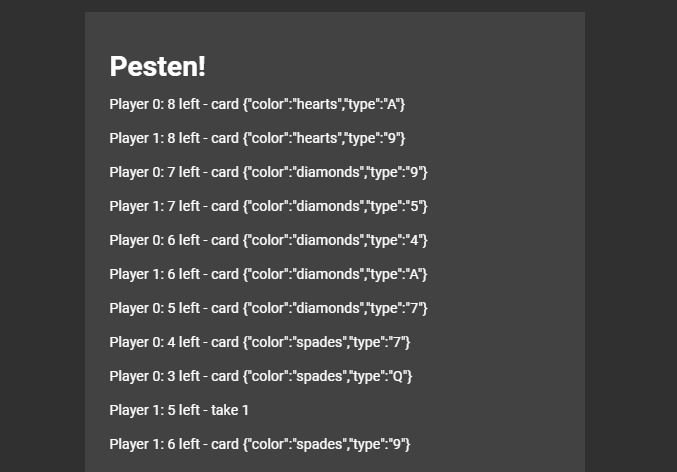 Pesten!
Player 0: 8 left - card {"color":"hearts","type":"A"}
Player 1: 8 left - card {"color":"hearts","type":"9"}
Player 0: 7 left - card {"color":"diamonds","type":"9"}
Player 1: 7 left - card {"color":"diamonds","type":"5"}
Player 0: 6 left - card {"color":"diamonds","type":"4"}
Player 1: 6 left - card {"color":"diamonds","type":"A"}
Player 0: 5 left - card {"color":"diamonds","type":"7"}
Player 0: 4 left - card {"color":"spades","type":"7"}
Player 0: 3 left - card {"color":"spades","type":"Q"}
Player 1: 5 left - take 1
Player 1: 6 left - card {"color":"spades","type":"9"}